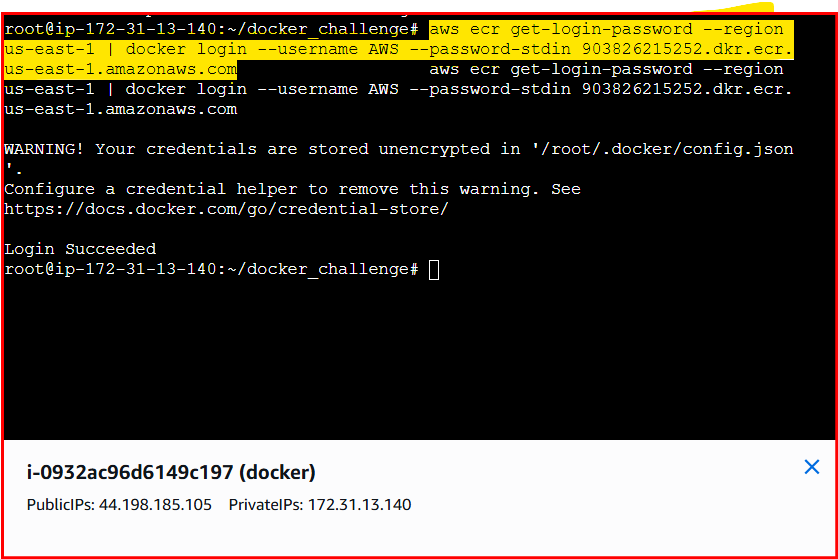 root@ip-172-31-13-140:~/docker_challenge# aws ecr get-login-password --region
us-east-1 | docker login --username AWS --password-stdin 903826215252.dkr.ecr.
us-east-1.amazonaws.com                   aws ecr get-login-password --region
us-east-1 | docker login --username AWS --password-stdin 903826215252.dkr.ecr.
us-east-1.amazonaws.com
WARNING! Your credentials are stored unencrypted in '/root/.docker/config.json
'.
Configure a credential helper to remove this warning. See
https://docs.docker.com/go/credential-store/
Login Succeeded
root@ip-172-31-13-140:~/docker_challenge#
i-0932ac96d6149c197 (docker)
PublicIPs: 44.198.185.105 PrivateIPs: 172.31.13.140